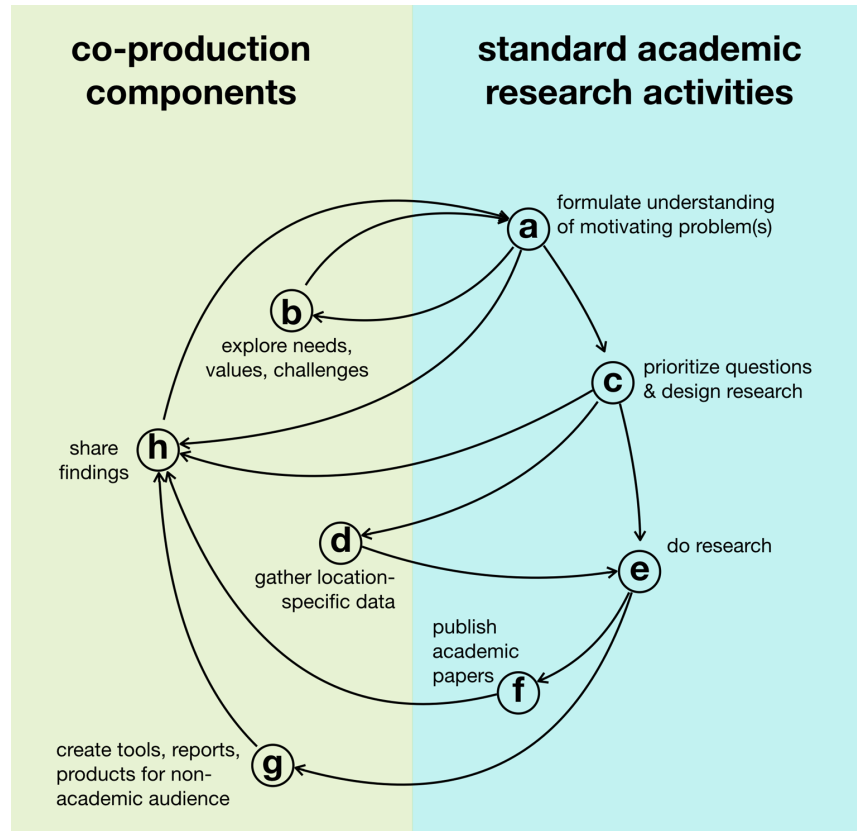 co-production
components
standard academic
research activities
a
formulate understanding
of motivating problem(s)
b
explore needs,
values, challenges
c
prioritize questions
& design research
h
share
findings
d
gather location-
specific data
e
do research
publish
academic
papers
f
g
create tools, reports,
products for non-
academic audience